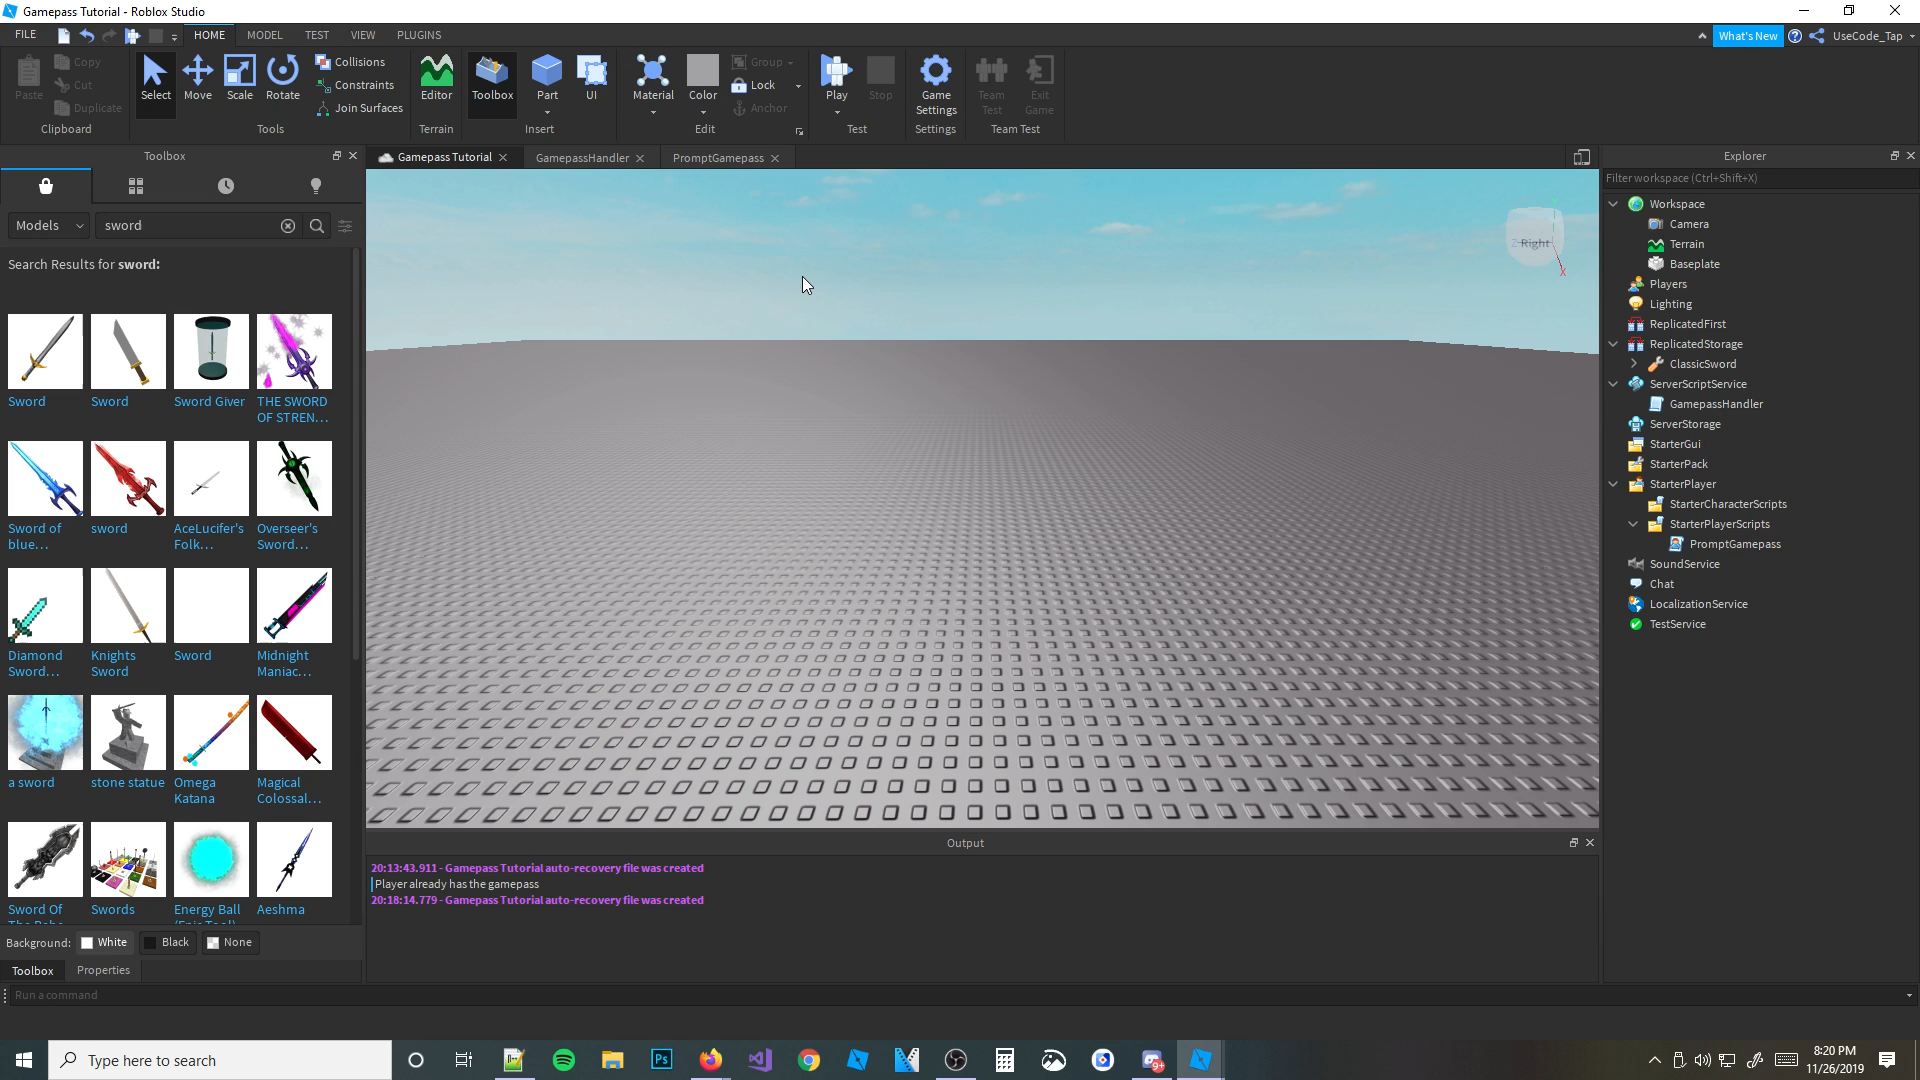 Gamepass Tutorial - Roblox Studio
FILE
HOME
MODEL
TEST
VIEW
PLUGINS
What's New
UseCode_Tap
Paste
Copy
Cut
Duplicate
Clipboard
Select
Move
Scale
Rotate
Collisions
Constraints
Join Surfaces
Tools
Editor
Terrain
Toolbox
Part
UI
Insert
Material
Color
Group
Lock
Anchor
Edit
Play
Stop
Test
Game
Settings
Settings
Team
Test
Exit
Game
Team Test
Toolbox
Gamepass Tutorial
GamepassHandler
PromptGamepass
Explorer
Filter workspace (Ctrl+Shift+X)
Models
sword
Search Results for sword:
Sword
Sword
Sword Giver
THE SWORD
OF STREN...
Sword of
blue...
sword
AceLucifer's
Folk...
Overseer's
Sword...
Diamond
Sword...
Knights
Sword
Sword
Midnight
Maniac...
a sword
stone statue
Omega
Katana
Magical
Colossal...
Sword Of
Swords
Energy Ball
Aeshma
Background:
White
Black
None
Toolbox
Properties
Right
Z
X
Workspace
Camera
Terrain
Baseplate
Players
Lighting
ReplicatedFirst
ReplicatedStorage
ClassicSword
ServerScriptService
GamepassHandler
ServerStorage
StarterGui
StarterPack
StarterPlayer
StarterCharacterScripts
StarterPlayerScripts
PromptGamepass
SoundService
Chat
LocalizationService
TestService
Output
20:13:43.911 - Gamepass Tutorial auto-recovery file was created
Player already has the gamepass
20:18:14.779 - Gamepass Tutorial auto-recovery file was created
Run a command
Type here to search
Ps
9+
8:20 PM
11/26/2019